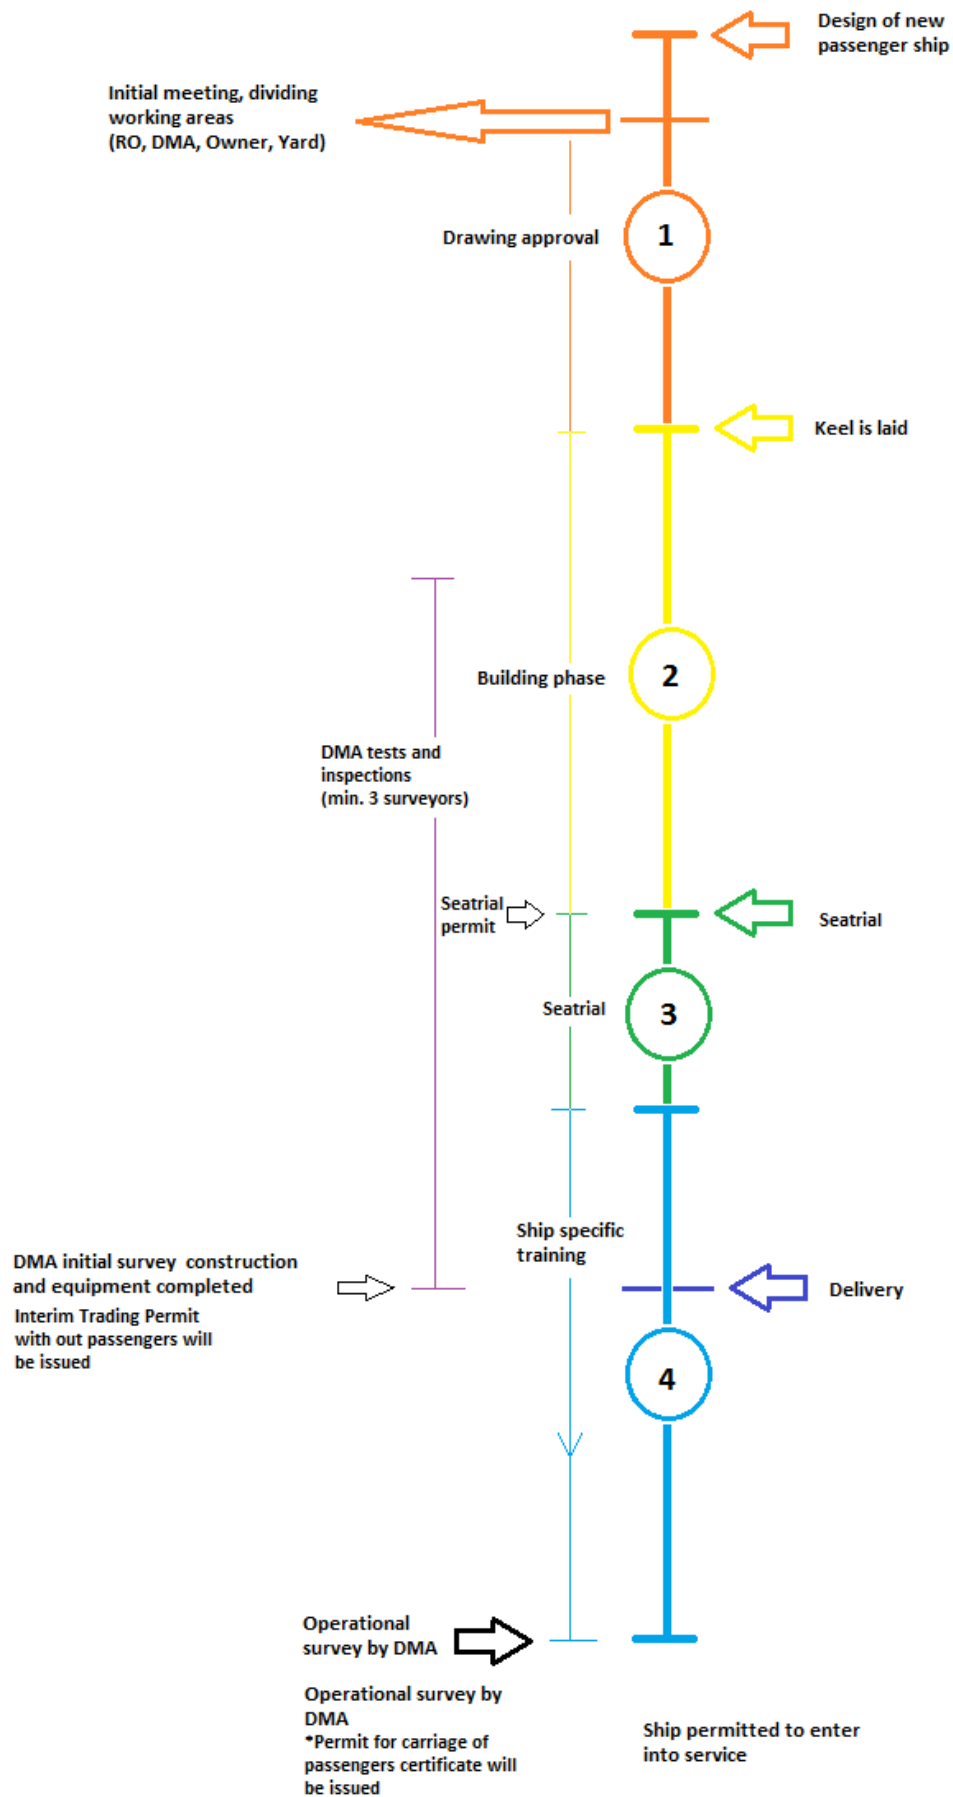 Design of new
passenger ship
Initial meeting, dividing
working areas
(RO, DMA, Owner, Yard)
Drawing approval
1
Keel is laid
Building phase
2
DMA tests and
inspections
(min. 3 surveyors)
Seatrial
permit
Seatrial
Seatrial
3
Ship specific
training
DMA initial survey construction
and equipment completed
Interim Trading Permit
with out passengers will
be issued
Delivery
4
Operational
survey by DMA
Operational survey by
DMA
*Permit for carriage of
passengers certificate will
be issued
Ship permitted to enter
into service